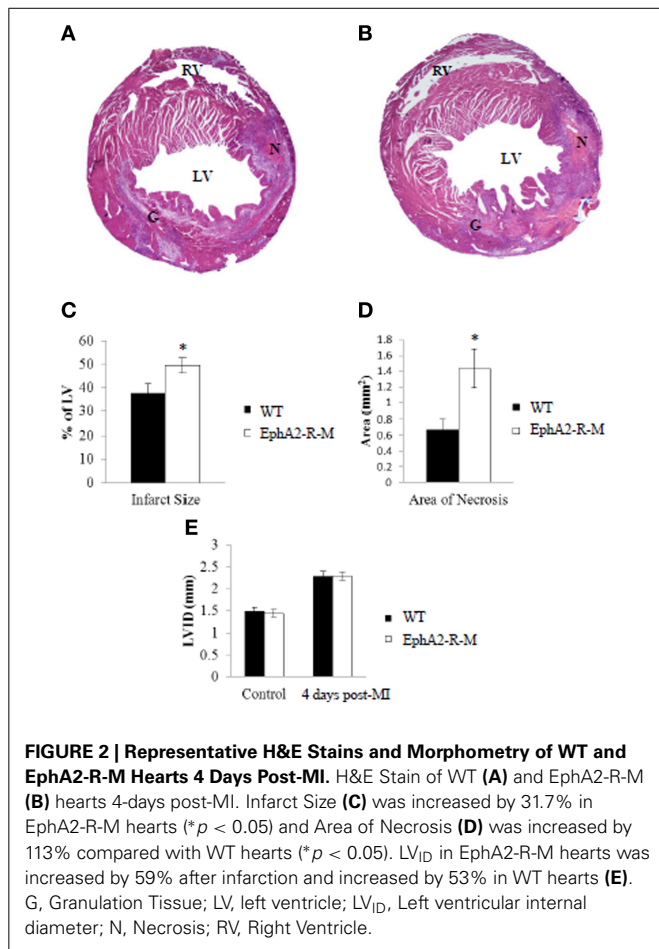 A
B
RV
RV
N
N
LV
LV
G
G
C
D
60
50
40
30
20
10
0
% of LV
*
Infarct Size
WT
EphA2-R-M
1.8
1.6
1.4
1.2
1
0.8
0.6
0.4
0.2
0
Area (mm²)
*
Area of Necrosis
WT
EphA2-R-M
E
3
2.5
2
1.5
1
0.5
0
LVID (mm)
Control
4 days post-MI
WT
EphA2-R-M
FIGURE 2 | Representative H&E Stains and Morphometry of WT and
EphA2-R-M Hearts 4 Days Post-MI. H&E Stain of WT (A) and EphA2-R-M
(B) hearts 4-days post-MI. Infarct Size (C) was increased by 31.7% in
EphA2-R-M hearts (*p < 0.05) and Area of Necrosis (D) was increased by
113% compared with WT hearts (*p < 0.05). LVID in EphA2-R-M hearts was
increased by 59% after infarction and increased by 53% in WT hearts (E).
G, Granulation Tissue; LV, left ventricle; LVID, Left ventricular internal
diameter; N, Necrosis; RV, Right Ventricle.